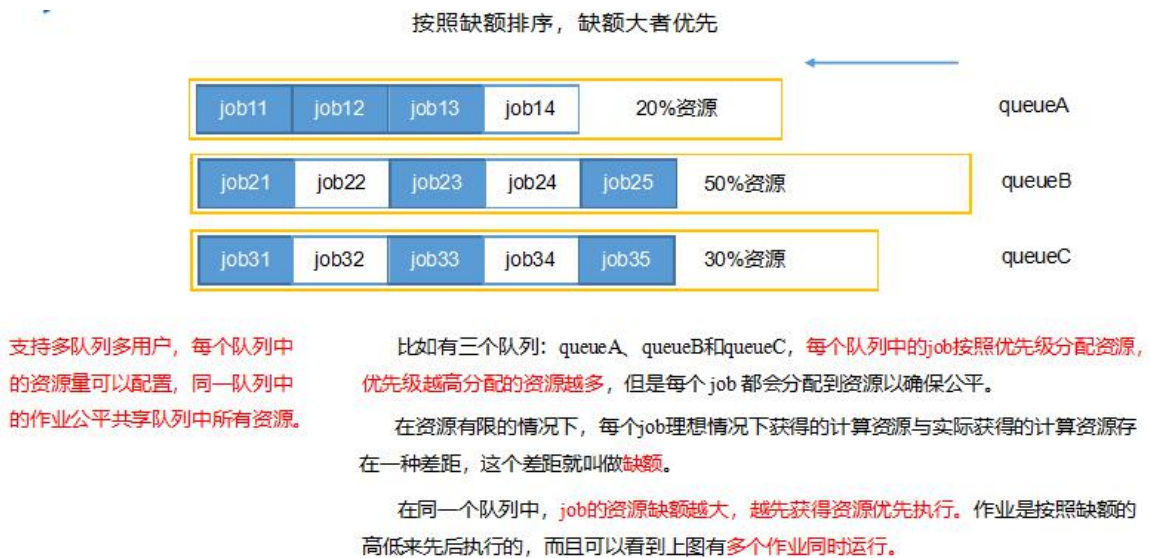 按照缺额排序，缺额大者优先
job11 job12 job13 job14 20%资源 queueA
job21 job22 job23 job24 job25 50%资源 queueB
job31 job32 job33 job34 job35 30%资源 queueC
支持多队列多用户，每个队列中
的资源量可以配置，同一队列中
的作业公平共享队列中所有资源。
比如有三个队列：queueA、queueB和queueC，每个队列中的job按照优先级分配资源，
优先级越高分配的资源越多，但是每个 job 都会分配到资源以确保公平。
在资源有限的情况下，每个job理想情况下获得的计算资源与实际获得的计算资源存
在一种差距，这个差距就叫做缺额。
在同一个队列中，job的资源缺额越大，越先获得资源优先执行。作业是按照缺额的
高低来先后执行的，而且可以看到上图有多个作业同时运行。